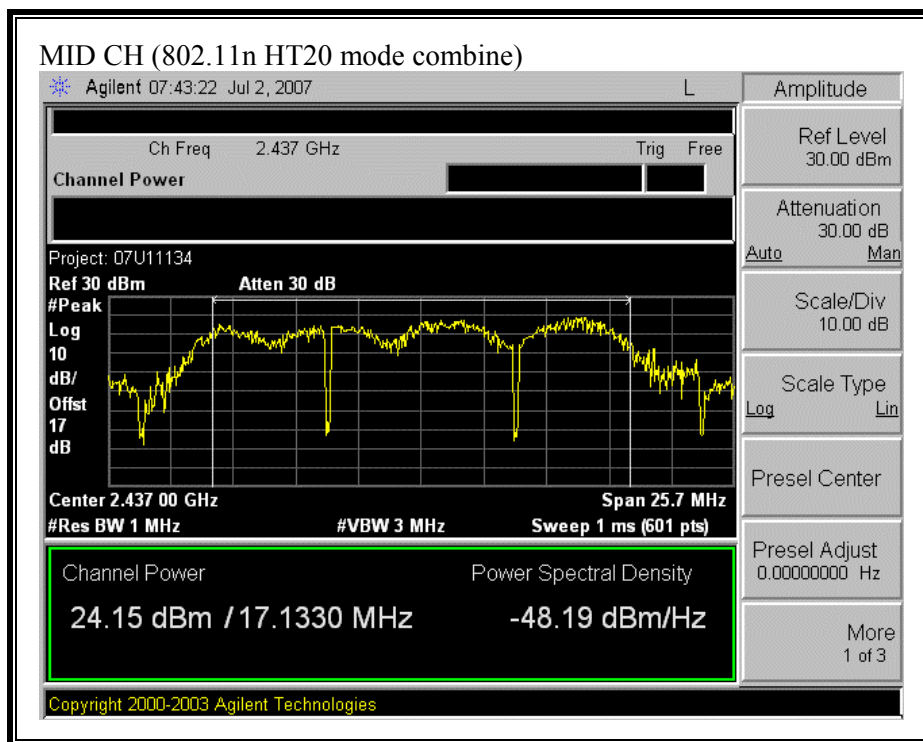 MID CH (802.11n HT20 mode combine)
Agilent 07:43:22 Jul 2, 2007 L
Amplitude
Ch Freq 2.437 GHz Trig Free
Channel Power
Ref Level
30.00 dBm
Attenuation
30.00 dB
Auto Man
Scale/Div
10.00 dB
Scale Type
Log Lin
Presel Center
Presel Adjust
0.00000000 Hz
More
1 of 3
Project: 07U11134
Ref 30 dBm Atten 30 dB
#Peak
Log
10
dB/
Offst
17
dB
Center 2.437 00 GHz Span 25.7 MHz
#Res BW 1 MHz #VBW 3 MHz Sweep 1 ms (601 pts)
Channel Power Power Spectral Density
24.15 dBm / 17.1330 MHz -48.19 dBm/Hz
Copyright 2000-2003 Agilent Technologies